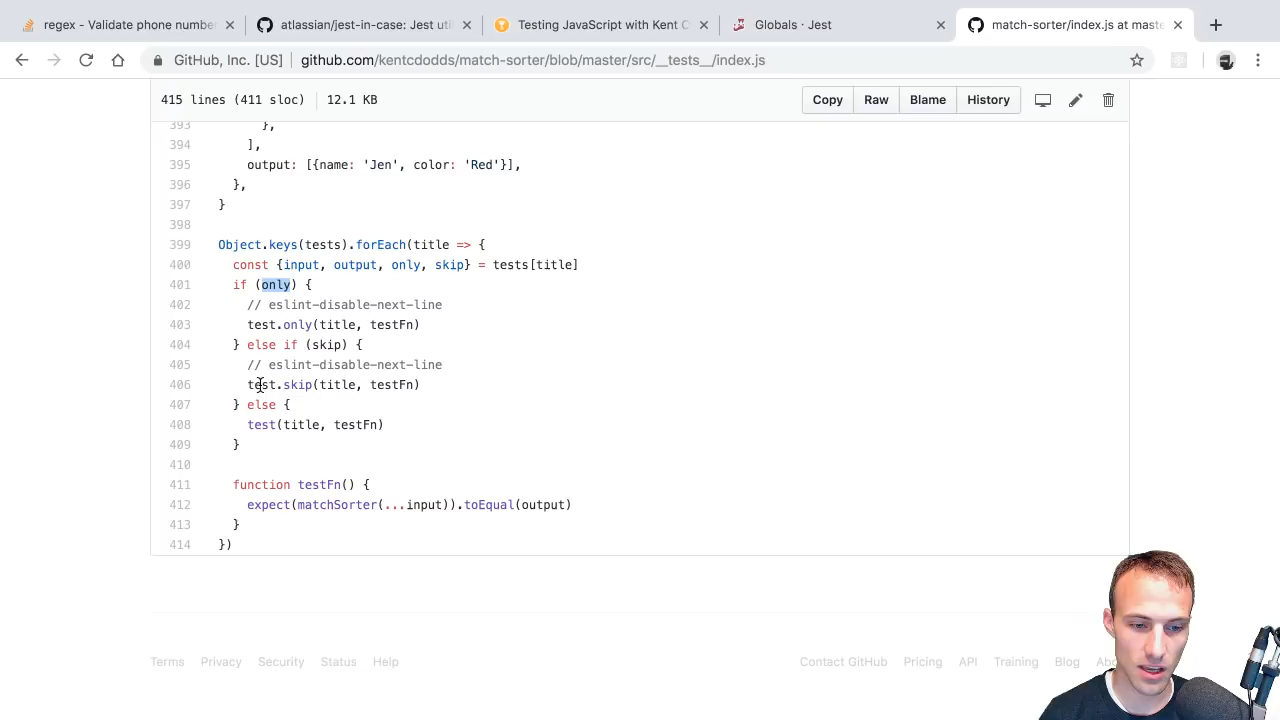 regex - Validate phone number
atlassian/jest-in-case: Jest uti
Testing JavaScript with Kent C
Globals · Jest
match-sorter/index.js at maste
GitHub, Inc. [US]
github.com/kentcdodds/match-sorter/blob/master/src/__tests__/index.js
415 lines (411 sloc)
12.1 KB
Copy
Raw
Blame
History
393 },
394 ],
395 output: [{name: 'Jen', color: 'Red'}],
396 },
397 }
398
399 Object.keys(tests).forEach(title => {
400 const {input, output, only, skip} = tests[title]
401 if (only) {
402 // eslint-disable-next-line
403 test.only(title, testFn)
404 } else if (skip) {
405 // eslint-disable-next-line
406 test.skip(title, testFn)
407 } else {
408 test(title, testFn)
409 }
410
411 function testFn() {
412 expect(matchSorter(...input)).toEqual(output)
413 }
414 })
Terms
Privacy
Security
Status
Help
Contact GitHub
Pricing
API
Training
Blog
Abo